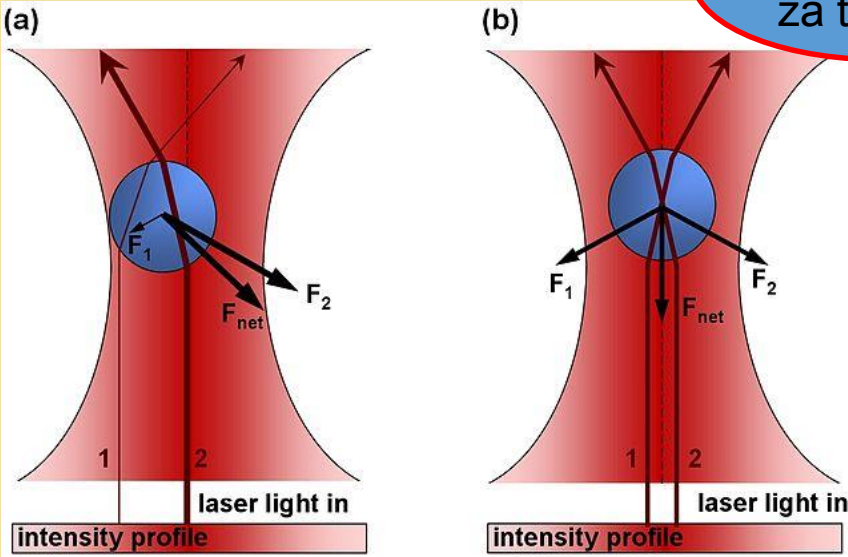 (a)
(b)
za t
F1
Fnet
F2
F1
F2
Fnet
1
2
1
2
laser light in
laser light in
intensity profile
intensity profile